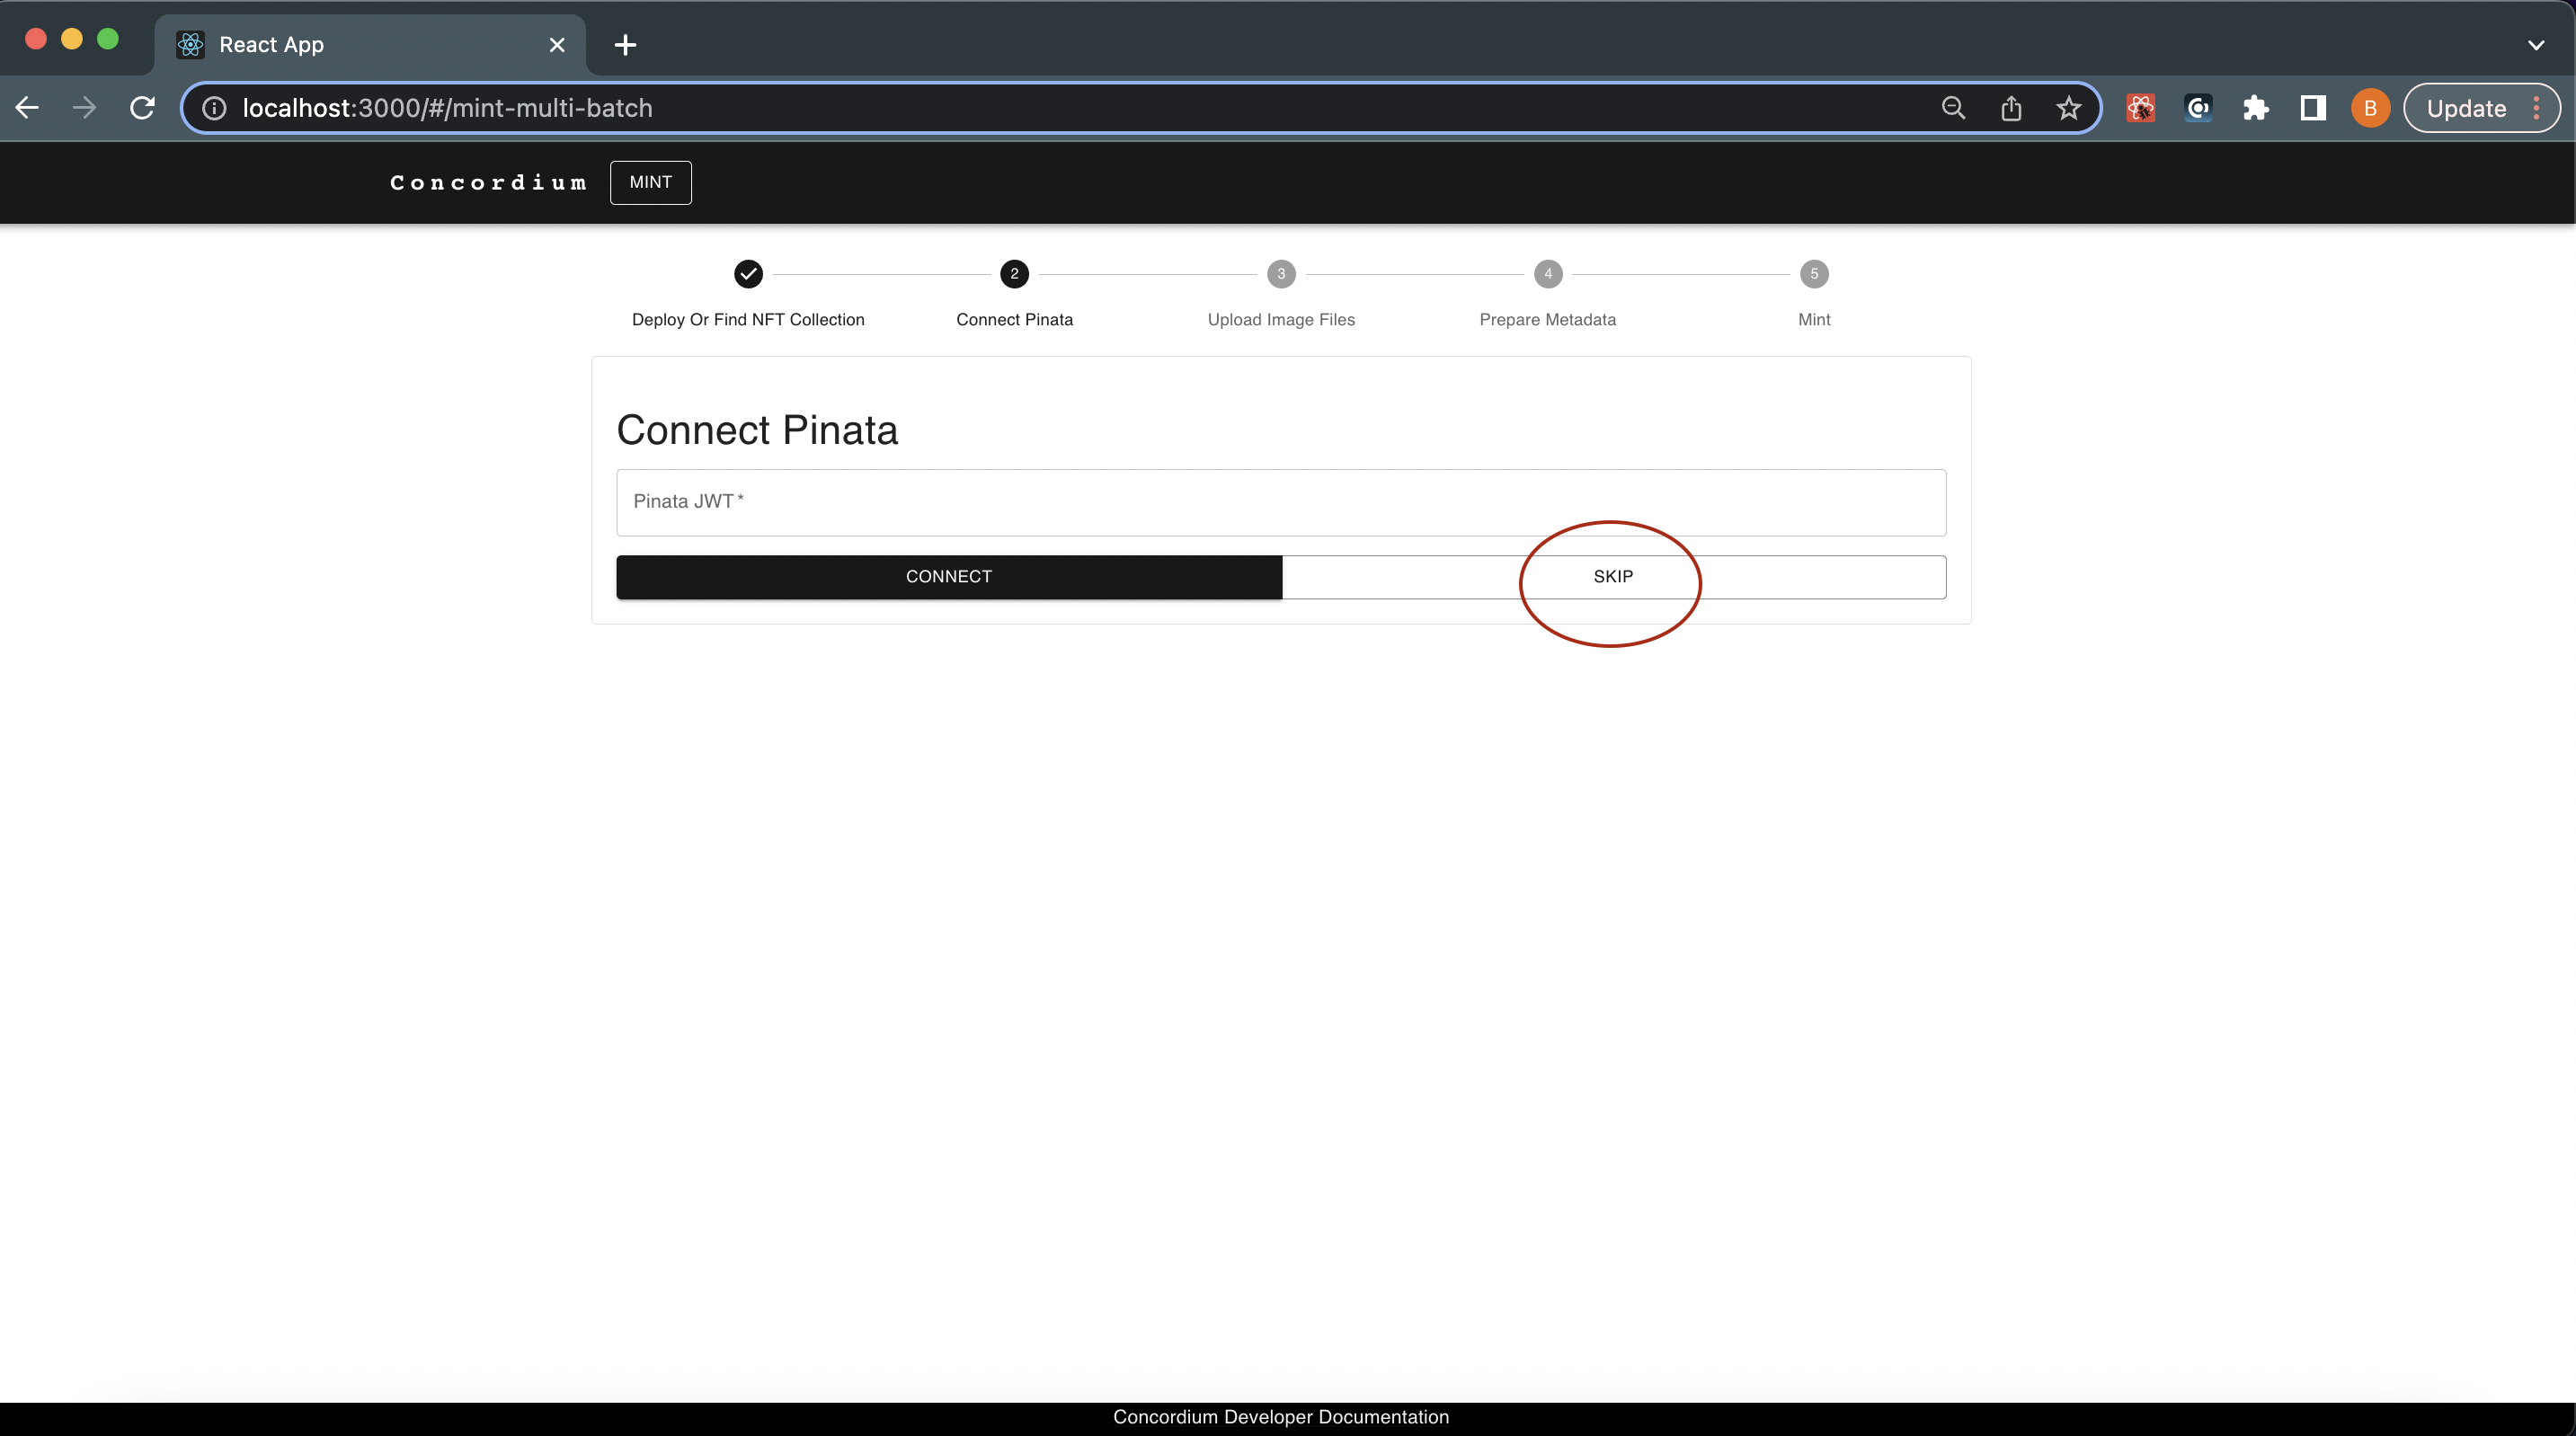 React App
localhost:3000/#/mint-multi-batch
B
Update
Concordium
MINT
2
3
4
5
Deploy Or Find NFT Collection
Connect Pinata
Upload Image Files
Prepare Metadata
Mint
Connect Pinata
Pinata JWT *
CONNECT
SKIP
Concordium Developer Documentation